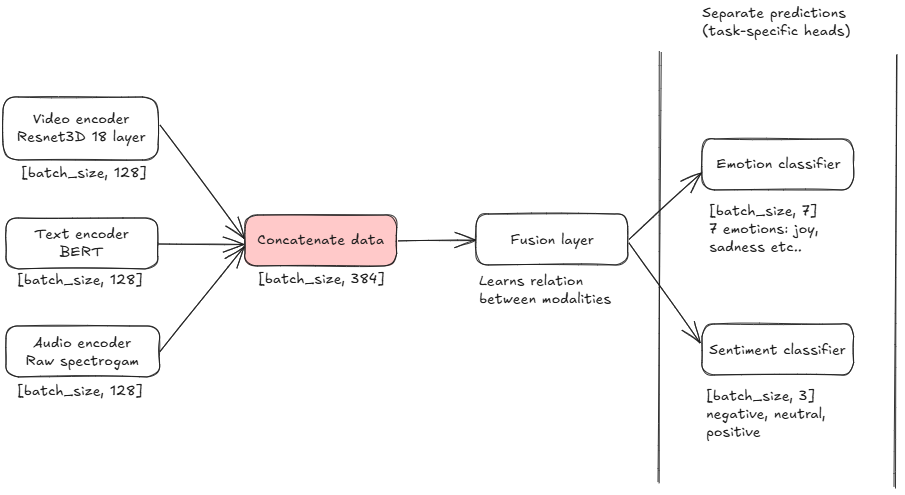 Separate predictions
(task-specific heads)
Video encoder
Resnet3D 18 layer
[batch_size, 128]
Text encoder
BERT
[batch_size, 128]
Audio encoder
Raw spectrogam
[batch_size, 128]
Concatenate data
[batch_size, 384]
Fusion layer
Learns relation
between modalities
Emotion classifier
[batch_size, 7]
7 emotions: joy,
sadness etc..
Sentiment classifier
[batch_size, 3]
negative, neutral,
positive